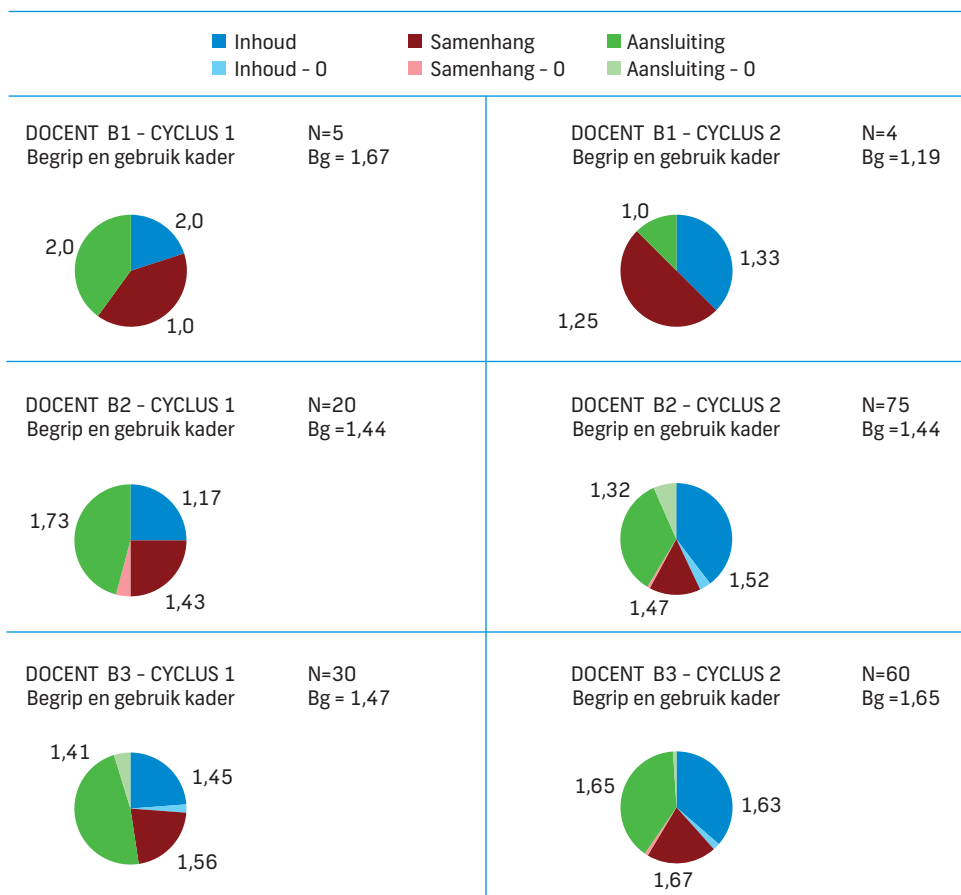 Inhoud Samenhang Aansluiting
Inhoud - 0 Samenhang - 0 Aansluiting - 0
DOCENT B1 - CYCLUS 1 N=5
Begrip en gebruik kader Bg = 1,67
2,0
2,0
1,0
DOCENT B1 - CYCLUS 2 N=4
Begrip en gebruik kader Bg =1,19
1,0
1,33
1,25
DOCENT B2 - CYCLUS 1 N=20
Begrip en gebruik kader Bg =1,44
1,17
1,73
1,43
DOCENT B2 - CYCLUS 2 N=75
Begrip en gebruik kader Bg =1,44
1,32
1,52
1,47
DOCENT B3 - CYCLUS 1 N=30
Begrip en gebruik kader Bg = 1,47
1,41
1,45
1,56
DOCENT B3 - CYCLUS 2 N=60
Begrip en gebruik kader Bg =1,65
1,65
1,63
1,67